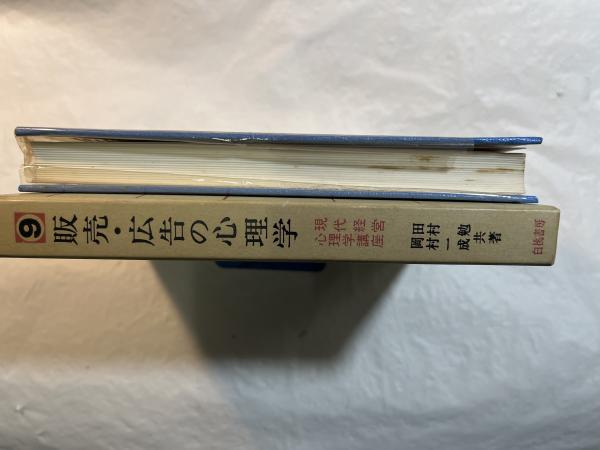 9
販売・広告の心理学
現代経営
心理学講座
田村 勉
岡村一成
共著
白桃書房